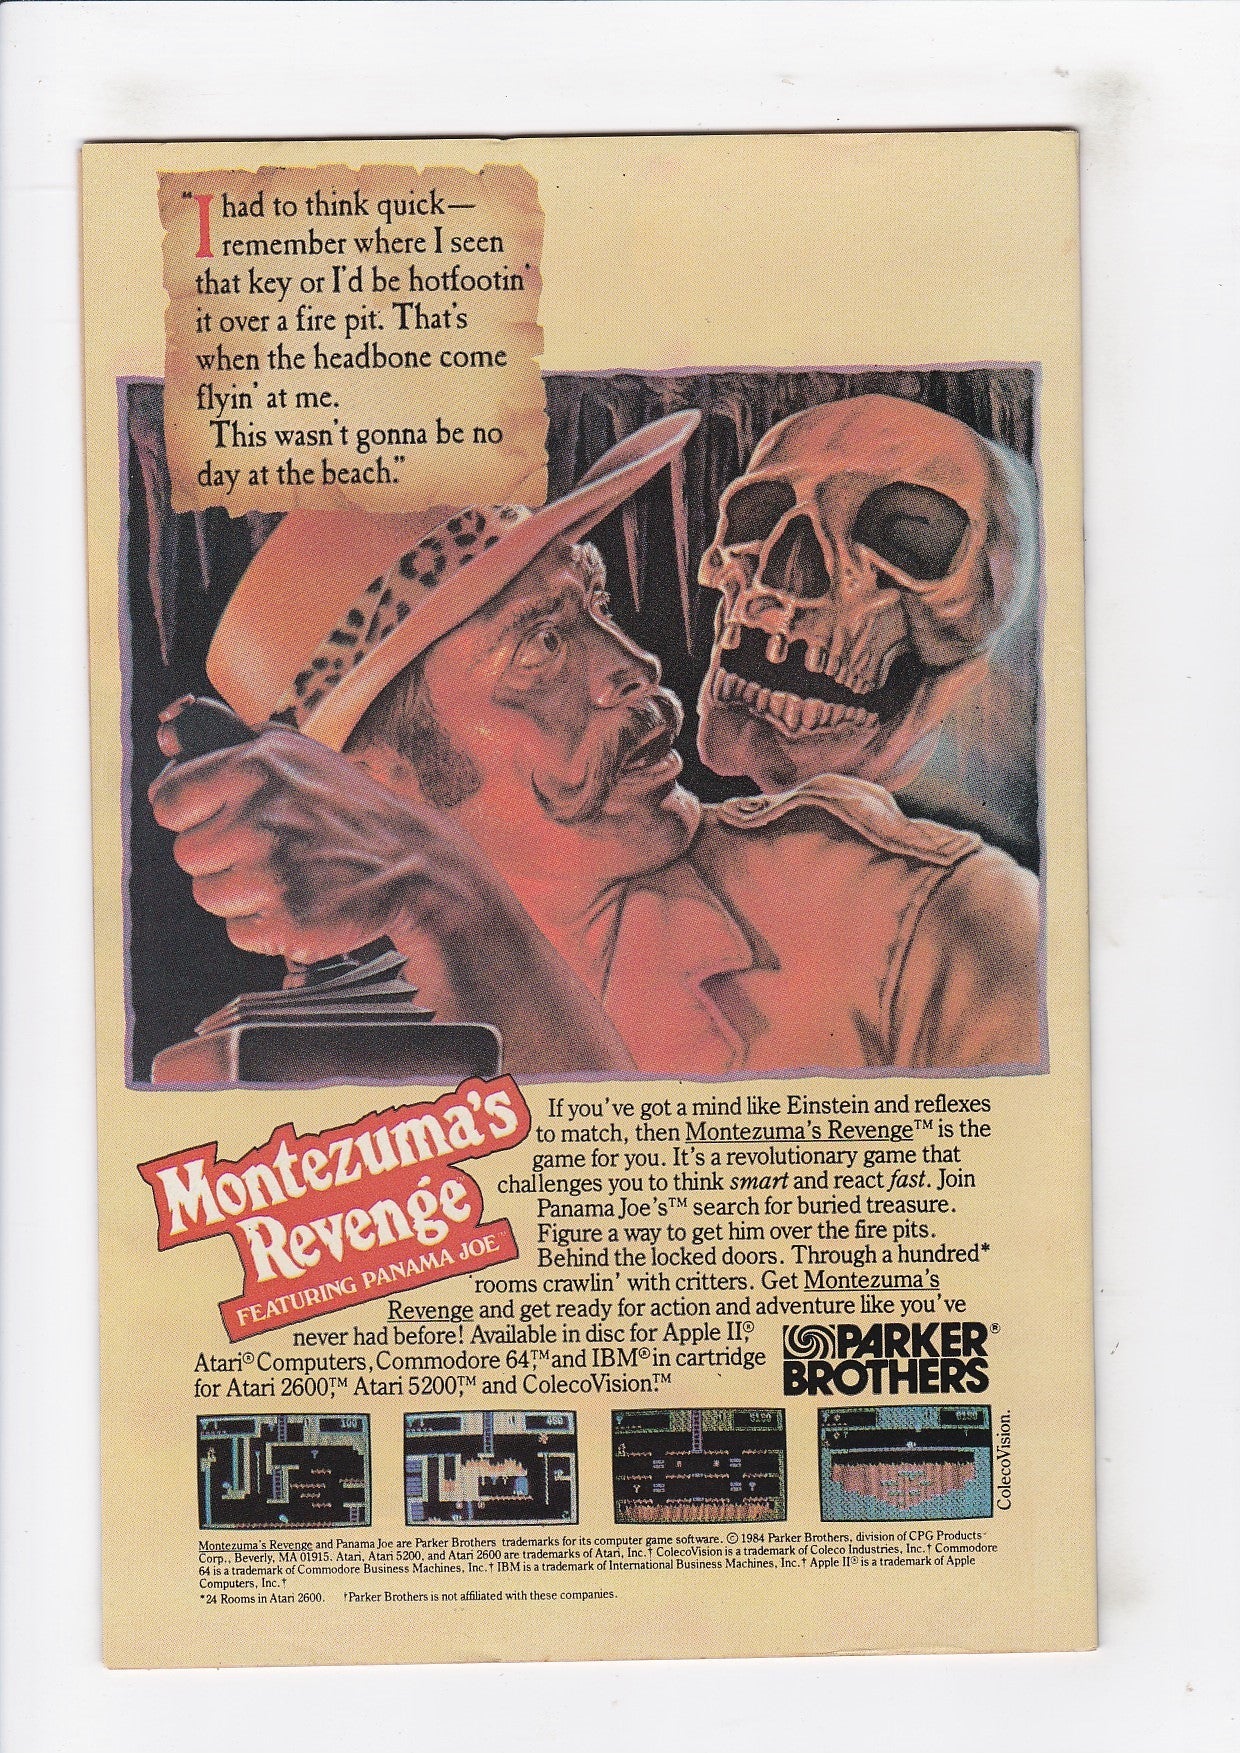 "I had to think quick—
remember where I seen
that key or I'd be hotfootin'
it over a fire pit. That's
when the headbone come
flyin' at me.
This wasn't gonna be no
day at the beach."
Montezuma's
Revenge™
FEATURING PANAMA JOE™
If you've got a mind like Einstein and reflexes
to match, then Montezuma's Revenge™ is the
game for you. It's a revolutionary game that
challenges you to think smart and react fast. Join
Panama Joe's™ search for buried treasure.
Figure a way to get him over the fire pits.
Behind the locked doors. Through a hundred*
rooms crawlin' with critters. Get Montezuma's
Revenge and get ready for action and adventure like you've
never had before! Available in disc for Apple II,®
Atari® Computers, Commodore 64,™ and IBM® in cartridge
for Atari 2600,™ Atari 5200,™ and ColecoVision.™
PARKER®
BROTHERS
100
400
8180
8180
ColecoVision.
Montezuma's Revenge and Panama Joe are Parker Brothers trademarks for its computer game software. © 1984 Parker Brothers, division of CPG Products
Corp., Beverly, MA 01915. Atari, Atari 5200, and Atari 2600 are trademarks of Atari, Inc.† ColecoVision is a trademark of Coleco Industries, Inc.† Commodore
64 is a trademark of Commodore Business Machines, Inc.† IBM is a trademark of International Business Machines, Inc.† Apple II® is a trademark of Apple
Computers, Inc.†
*24 Rooms in Atari 2600. †Parker Brothers is not affiliated with these companies.